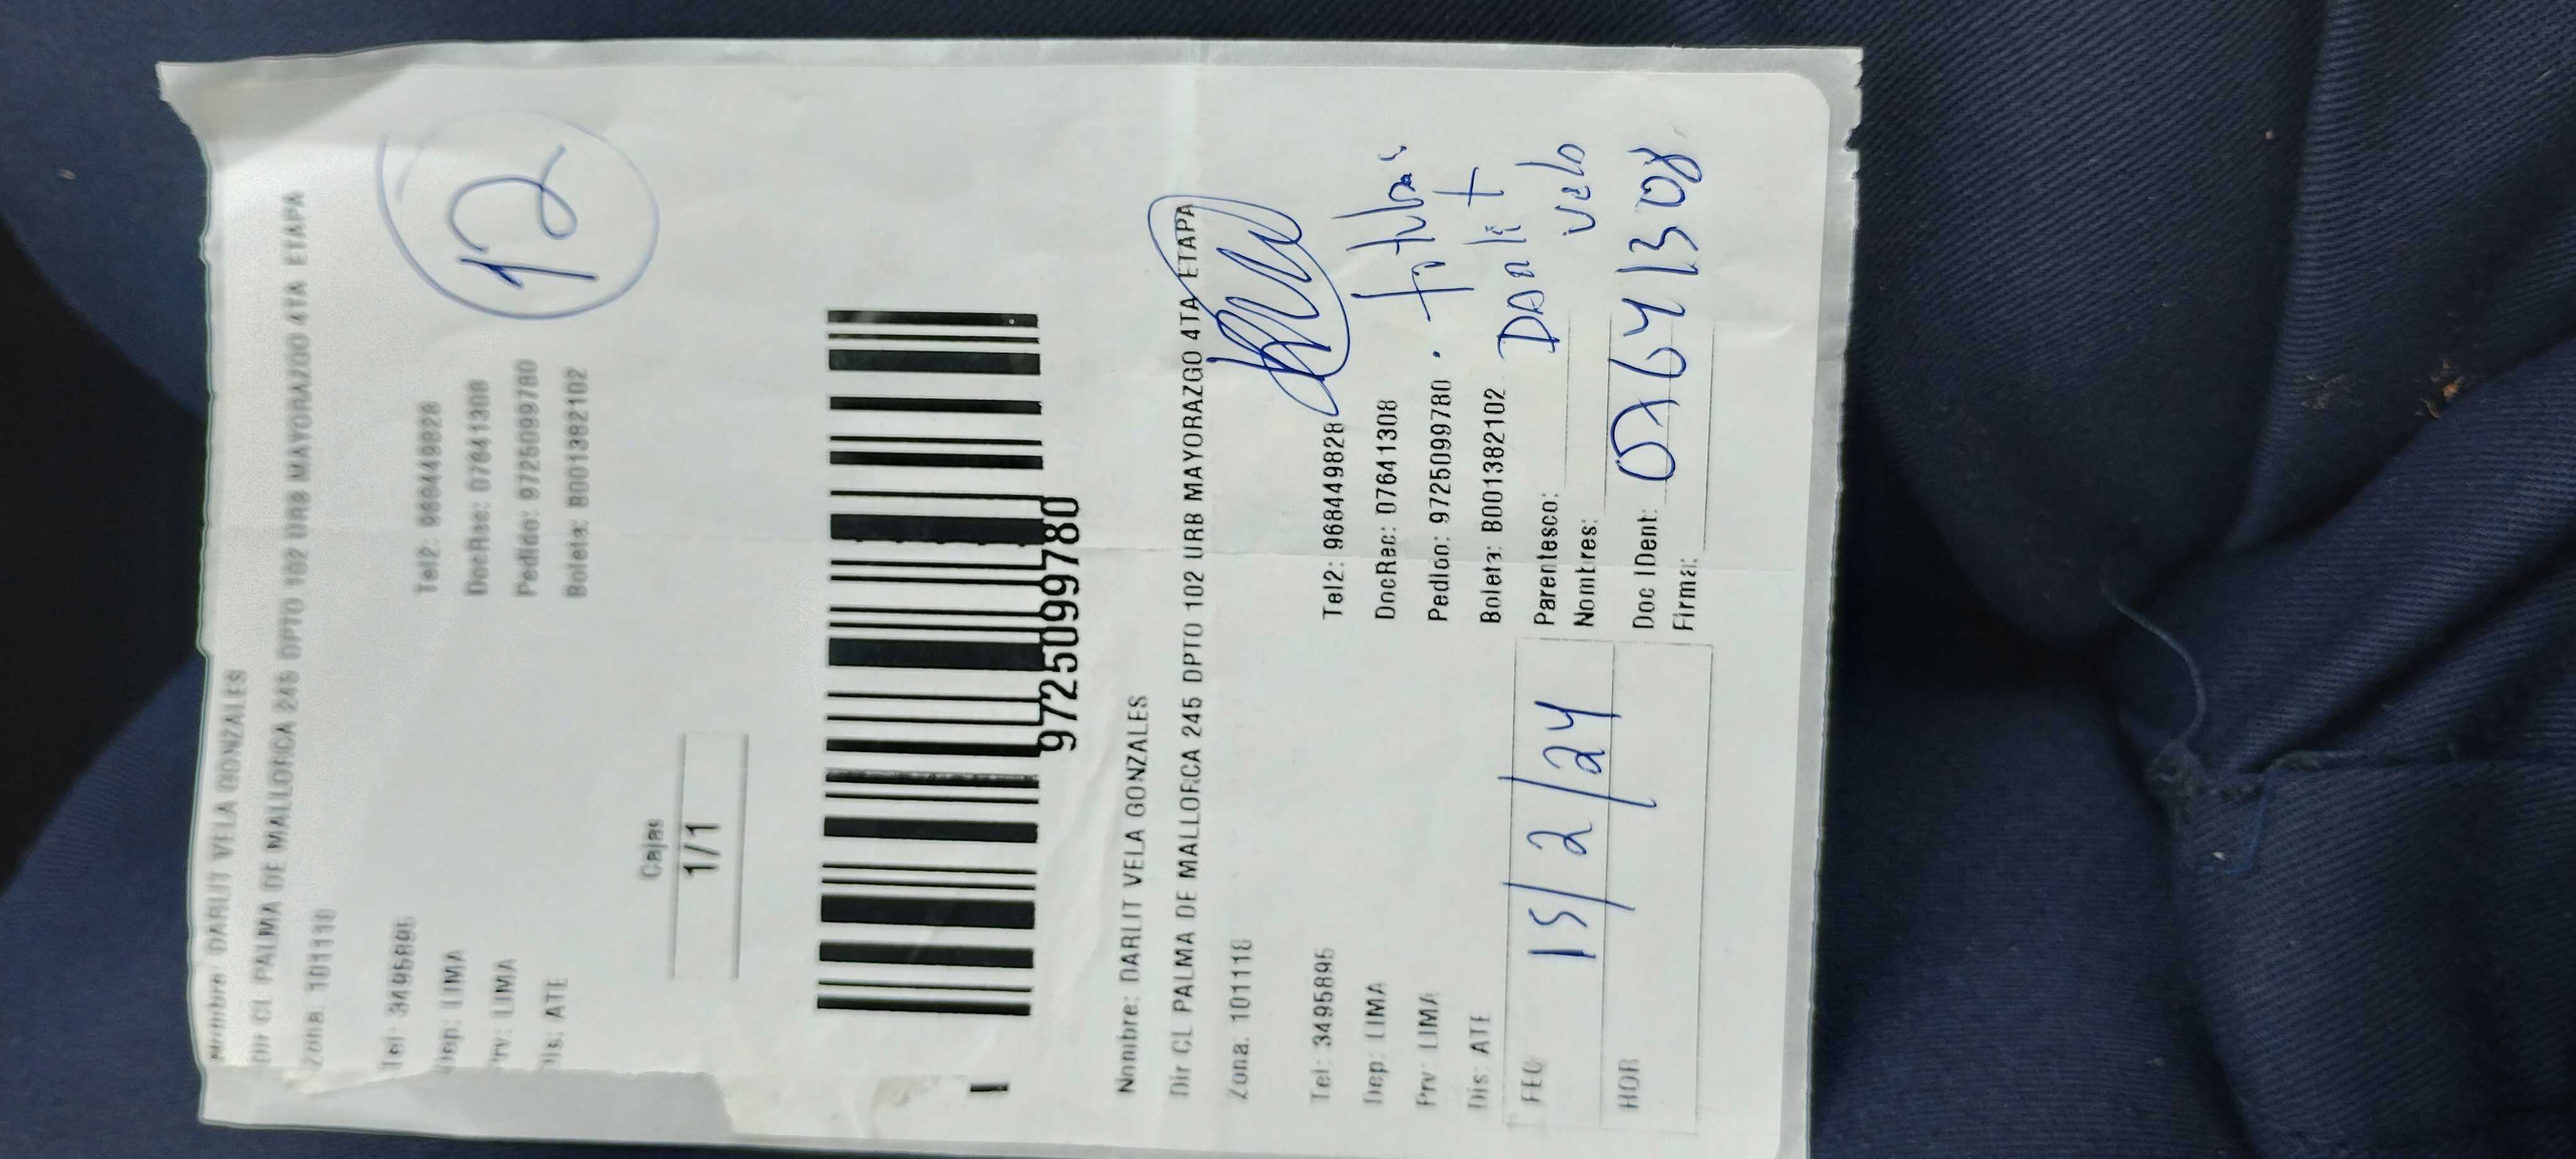 Nombre: DARLIT VELA GONZALES
Dir CL PALMA DE MALLORCA 245 DPTO 102 URB MAYORAZGO 4TA ETAPA
Zona. 101118
Tel: 34958895
Tel2: 968449828
Dep: LIMA
DocRec: 07641308
Prv: LIMA
Pedido: 9725099780
Dis: ATE
Boleta: B001382102
12
Cajas
1/1
9725099780
Nombre: DARLIT VELA GONZALES
Dir CL PALMA DE MALLORCA 245 DPTO 102 URB MAYORAZGO 4TA ETAPA
Zona. 101118
Tel: 34958895
Tel2: 968449828
Dep: LIMA
DocRec: 07641308
Prv: LIMA
Pedido: 9725099780
Dis: ATE
Boleta: B001382102
FEC 15/2/24
Parentesco: titular
Nombres: Darlit Vela
HOR
Doc IDent: 07641308
Firma: